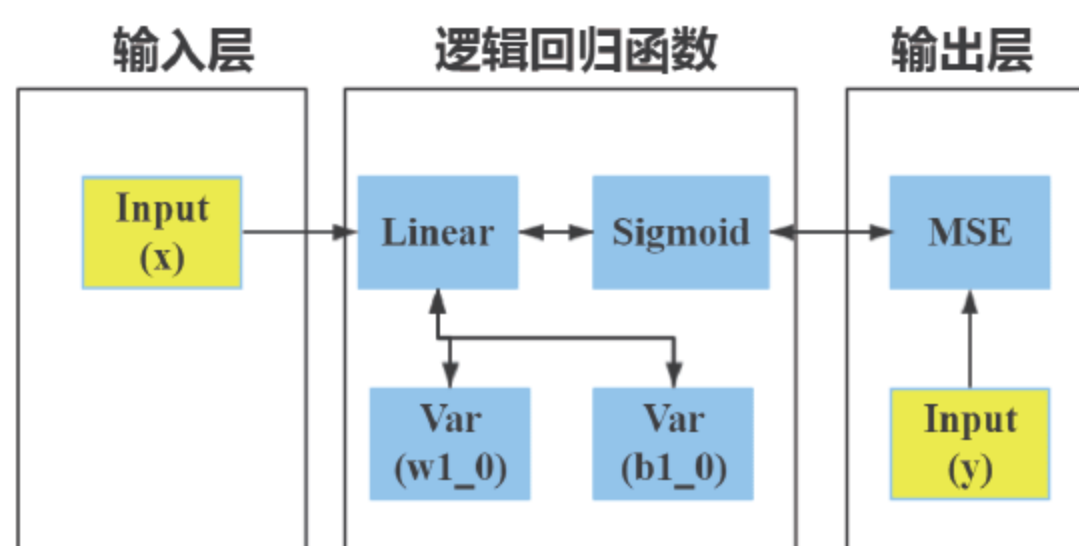 输入层
逻辑回归函数
输出层
Input
(x)
Linear
Sigmoid
MSE
Var
(w1_0)
Var
(b1_0)
Input
(y)